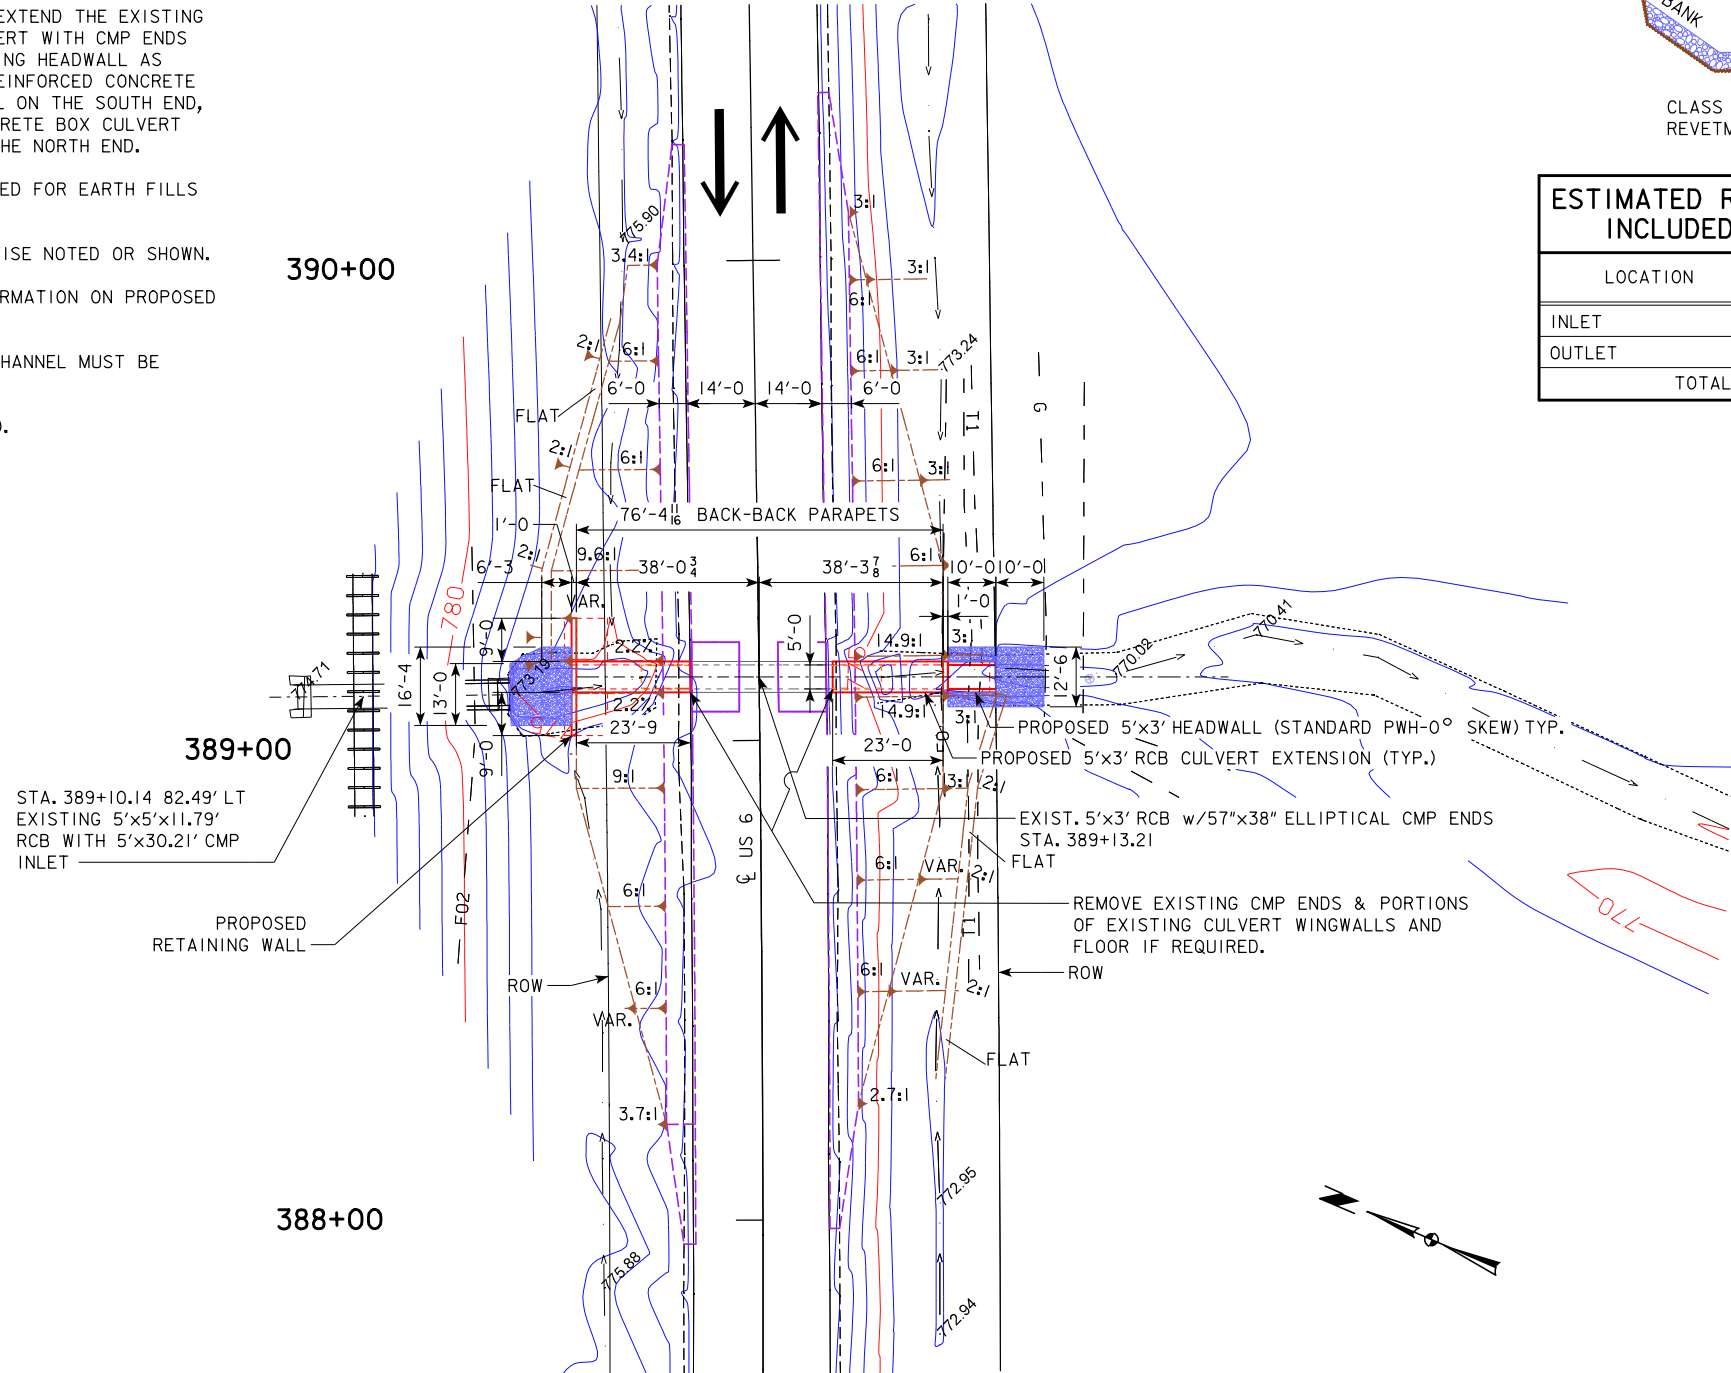 EXTEND THE EXISTING
ERT WITH CMP ENDS
ING HEADWALL AS
EINFORCED CONCRETE
L ON THE SOUTH END,
RETE BOX CULVERT
HE NORTH END.
ED FOR EARTH FILLS
ISE NOTED OR SHOWN.
RMATION ON PROPOSED
HANNEL MUST BE
).
BANK
CLASS
REVETM
ESTIMATED R
INCLUDED
LOCATION
INLET
OUTLET
TOTAL
390+00
775.90
3.4:1
3:1
3:1
6:1
2:1
6:1
6:1
3:1
773.24
6'-0
14'-0
14'-0
6'-0
FLAT
T1
G
2:1
6:1
6:1
3:1
FLAT
1'-0
76'-4 1/16 BACK-BACK PARAPETS
2:1
9.6:1
6:1
6'-3
38'-0 3/4
38'-3 7/8
10'-0
10'-0
VAR.
1'-0
780
9'-0
5'-0
14.9:1
3:1
2.2:1
774.71
16'-4
13'-0
773.19
770.02
770.41
12'-6
2.2:1
14.9:1
3:1
23'-9
23'-0
PROPOSED 5'x3' HEADWALL (STANDARD PWH-0° SKEW) TYP.
PROPOSED 5'x3' RCB CULVERT EXTENSION (TYP.)
389+00
9'-0
9:1
6:1
3:1
2:1
STA. 389+10.14 82.49' LT
EXISTING 5'x5'x11.79'
RCB WITH 5'x30.21' CMP
INLET
EXIST. 5'x3' RCB w/57"x38" ELLIPTICAL CMP ENDS
STA. 389+13.21
FLAT
℄ US 6
6:1
VAR.
2:1
6:1
F02
T1
PROPOSED
RETAINING WALL
REMOVE EXISTING CMP ENDS & PORTIONS
OF EXISTING CULVERT WINGWALLS AND
FLOOR IF REQUIRED.
770
ROW
6:1
6:1
VAR.
2:1
ROW
VAR.
FLAT
3.7:1
2.7:1
772.95
388+00
775.88
772.94
N